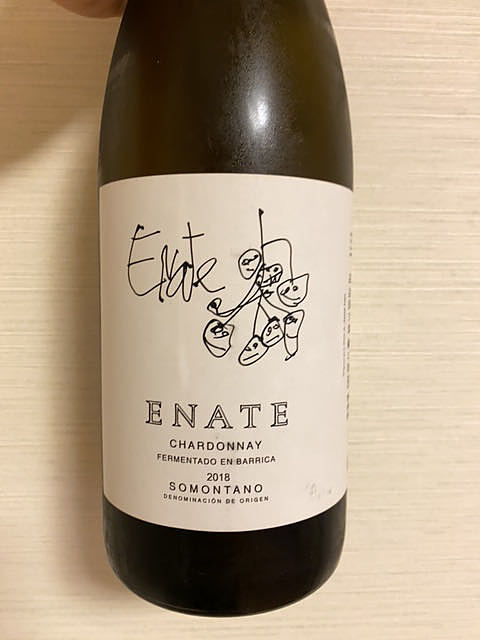 Enate
ENATE
CHARDONNAY
FERMENTADO EN BARRICA
2018
SOMONTANO
DENOMINACIÓN DE ORIGEN